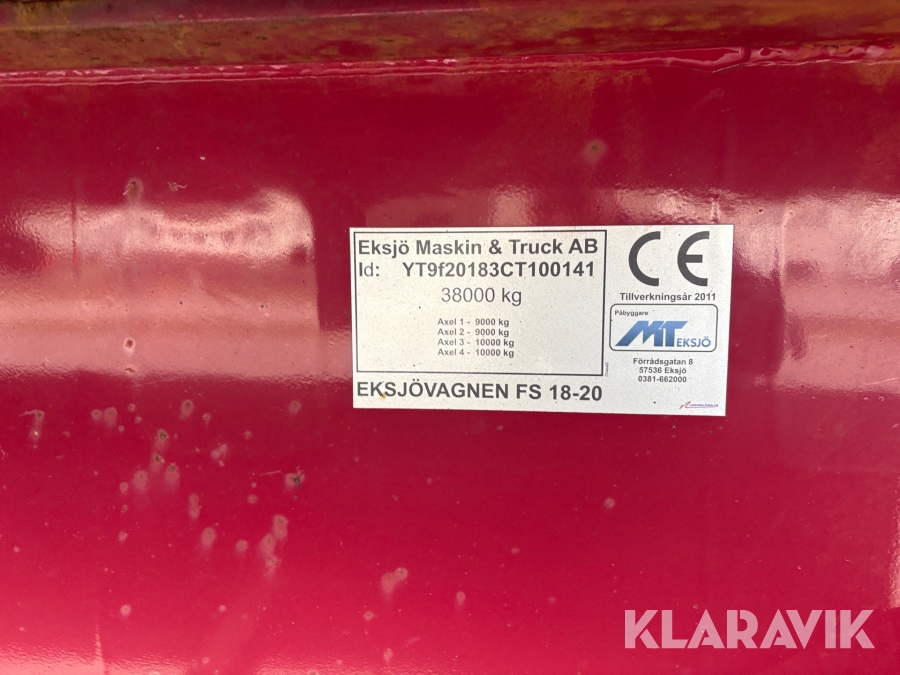 Eksjö Maskin & Truck AB
Id: YT9f20183CT100141
38000 kg
Axel 1 - 9000 kg
Axel 2 - 9000 kg
Axel 3 - 10000 kg
Axel 4 - 10000 kg
EKSJÖVAGNEN FS 18-20
CE
Tillverkningsår 2011
Påbyggare
MT EKSJÖ
Förrådsgatan 8
57536 Eksjö
0381-662000
KLARAVIK